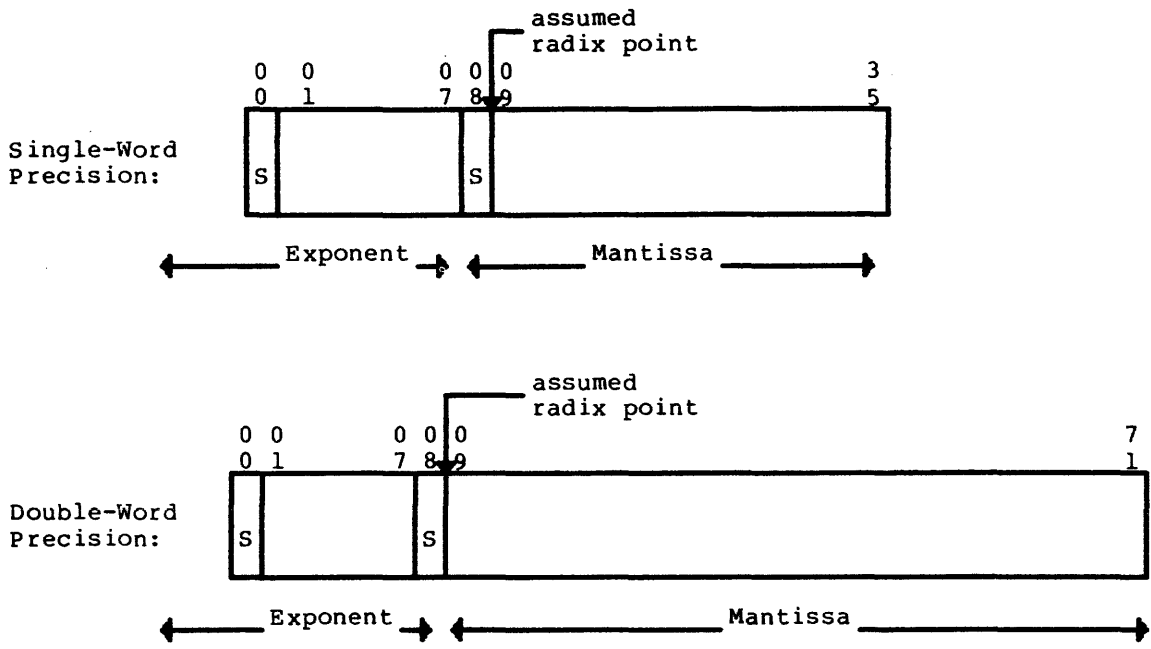 assumed
radix point
0 0 0 0 0 3
0 1 7 8 9 5
Single-Word
Precision:
S S
Exponent Mantissa
assumed
radix point
0 0 0 0 0 7
0 1 7 8 9 1
Double-Word
Precision:
S S
Exponent Mantissa